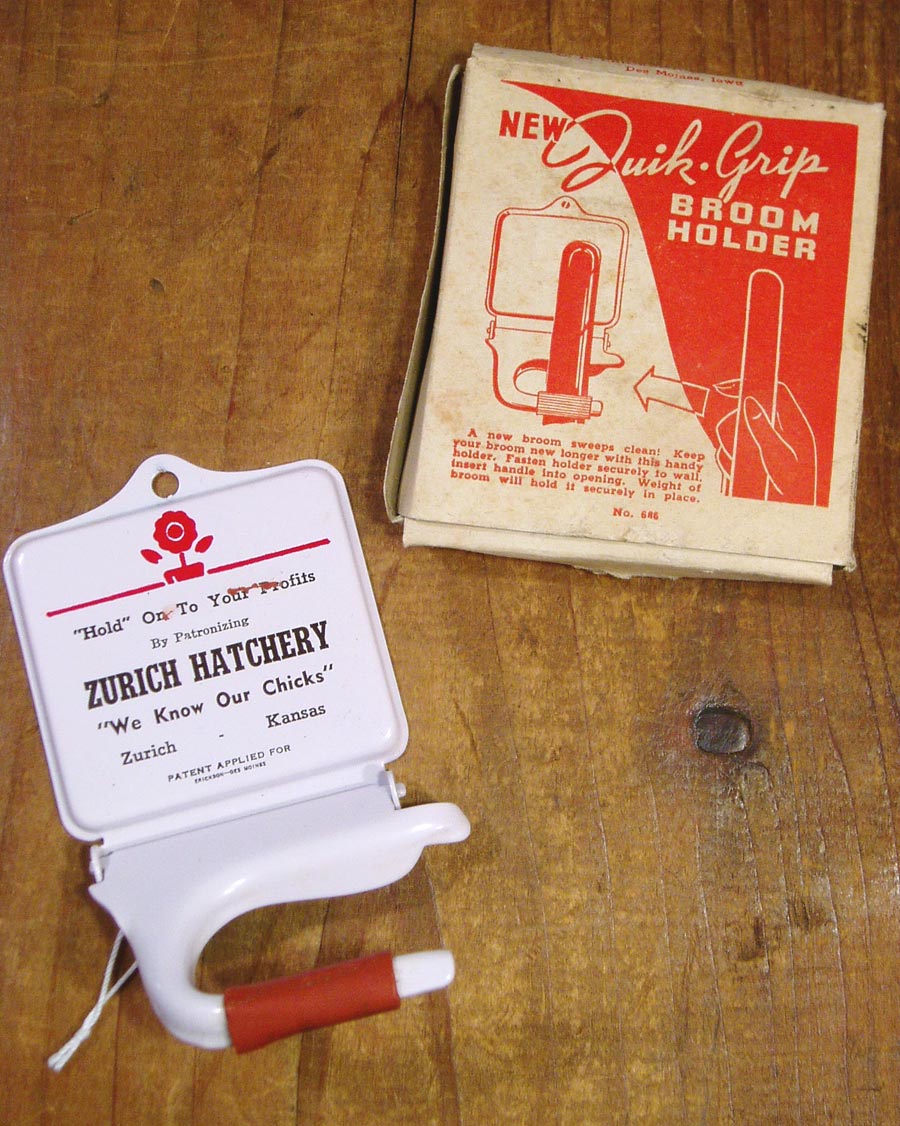 Des Moines, Iowa
NEW Quik-Grip
BROOM
HOLDER
A new broom sweeps clean! Keep
your broom new longer with this handy
holder. Fasten holder securely to wall,
insert handle into opening. Weight of
broom will hold it securely in place.
No. 686
"Hold" On To Your Profits
By Patronizing
ZURICH HATCHERY
"We Know Our Chicks"
Zurich - Kansas
PATENT APPLIED FOR
ERICKSON—DES MOINES